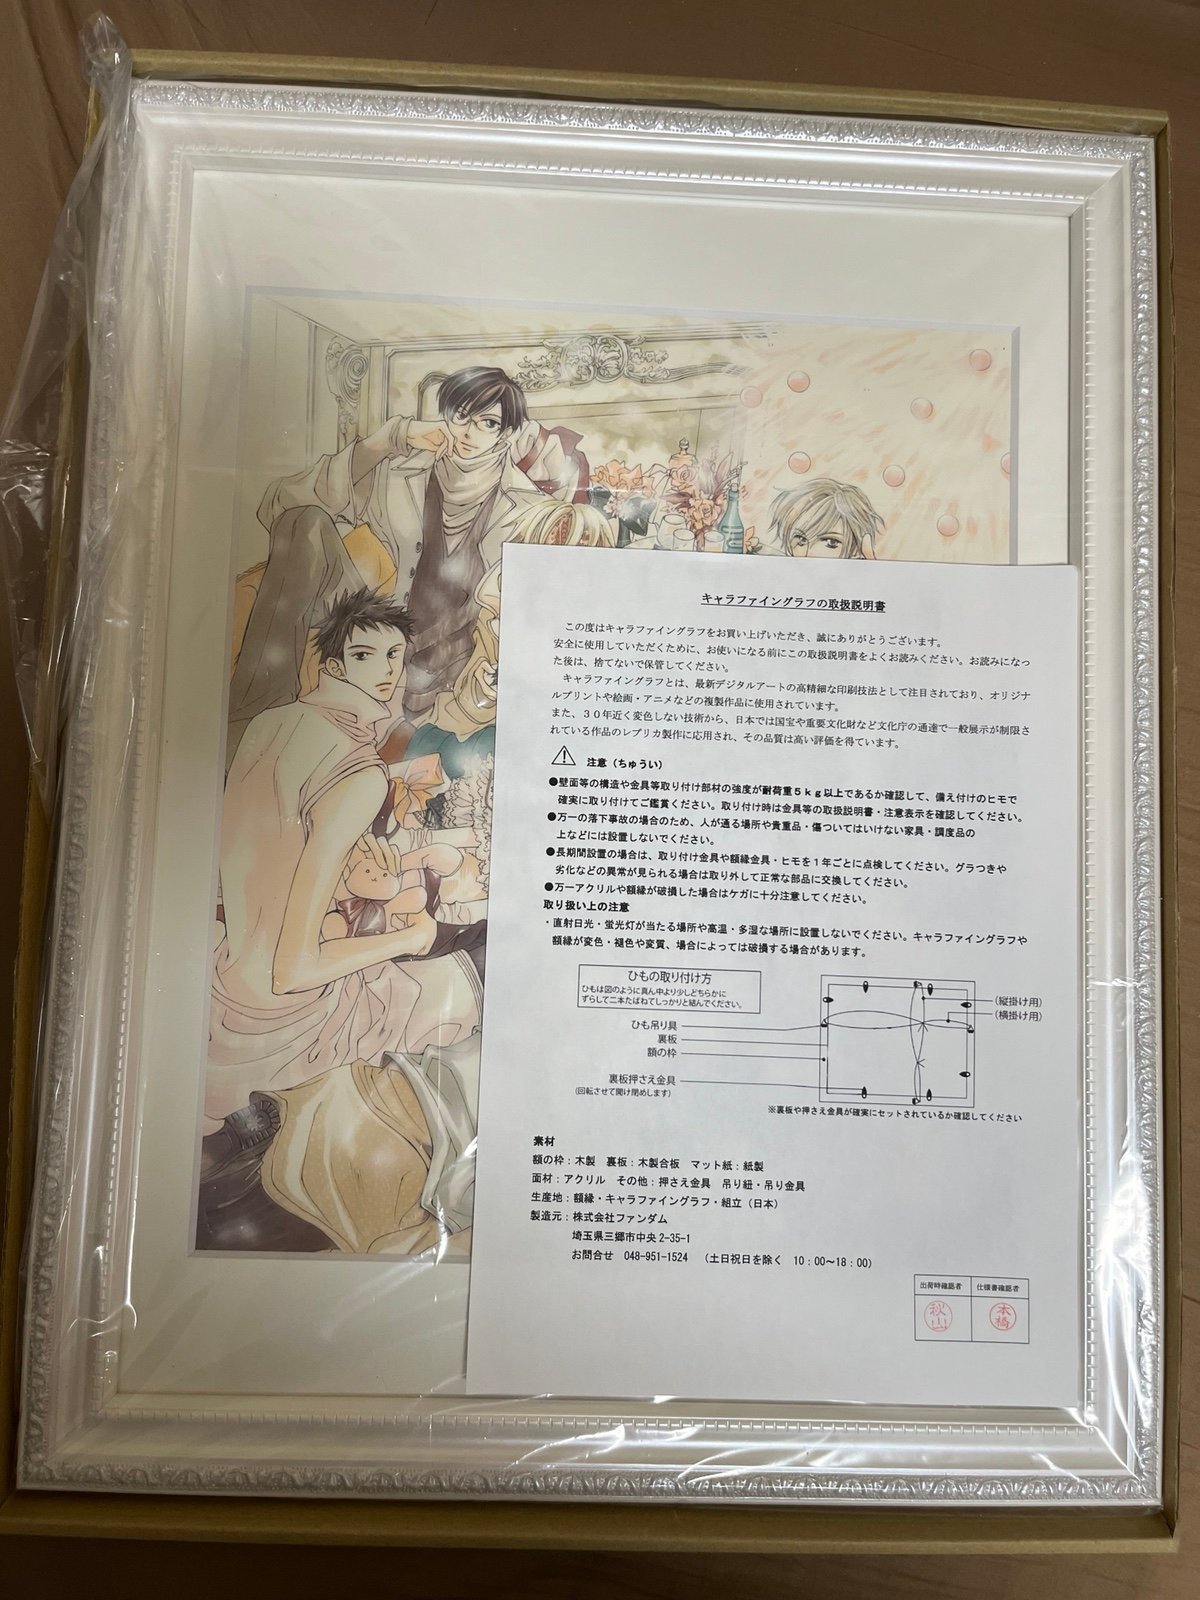 キャラファイングラフの取扱説明書
この度はキャラファイングラフをお買い上げいただき、誠にありがとうございます。
安全に使用していただくために、お使いになる前にこの取扱説明書をよくお読みください。お読みになっ
た後は、捨てないで保管してください。
キャラファイングラフとは、最新デジタルアートの高精細な印刷技法として注目されており、オリジナ
ルプリントや絵画・アニメなどの複製作品に使用されています。
また、３０年近く変色しない技術から、日本では国宝や重要文化財など文化庁の通達で一般展示が制限さ
れている作品のレプリカ製作に応用され、その品質は高い評価を得ています。
注意（ちゅうい）
●壁面等の構造や金具等取り付け部材の強度が耐荷重５ｋｇ以上であるか確認して、備え付けのヒモで
確実に取り付けてご鑑賞ください。取り付け時は金具等の取扱説明書・注意表示を確認してください。
●万一の落下事故の場合のため、人が通る場所や貴重品・傷ついてはいけない家具・調度品の
上などには設置しないでください。
●長期間設置の場合は、取り付け金具や額縁金具・ヒモを１年ごとに点検してください。グラつきや
劣化などの異常が見られる場合は取り外して正常な部品に交換してください。
●万一アクリルや額縁が破損した場合はケガに十分注意してください。
取り扱い上の注意
・直射日光・蛍光灯が当たる場所や高温・多湿な場所に設置しないでください。キャラファイングラフや
額縁が変色・褪色や変質、場合によっては破損する場合があります。
ひもの取り付け方
ひもは図のように真ん中より少しどちらかに
ずらして二本たばねてしっかりと結んでください。
(縦掛け用)
(横掛け用)
ひも吊り具
裏板
額の枠
裏板押さえ金具
(回転させて開け閉めします)
※裏板や押さえ金具が確実にセットされているか確認してください
素材
額の枠：木製　裏板：木製合板　マット紙：紙製
面材：アクリル　その他：押さえ金具　吊り紐・吊り金具
生産地：額縁・キャラファイングラフ・組立（日本）
製造元：株式会社ファンダム
埼玉県三郷市中央2-35-1
お問合せ　048-951-1524　（土日祝日を除く　10：00〜18：00）
出荷時確認者　仕様書確認者
秋山　本橋